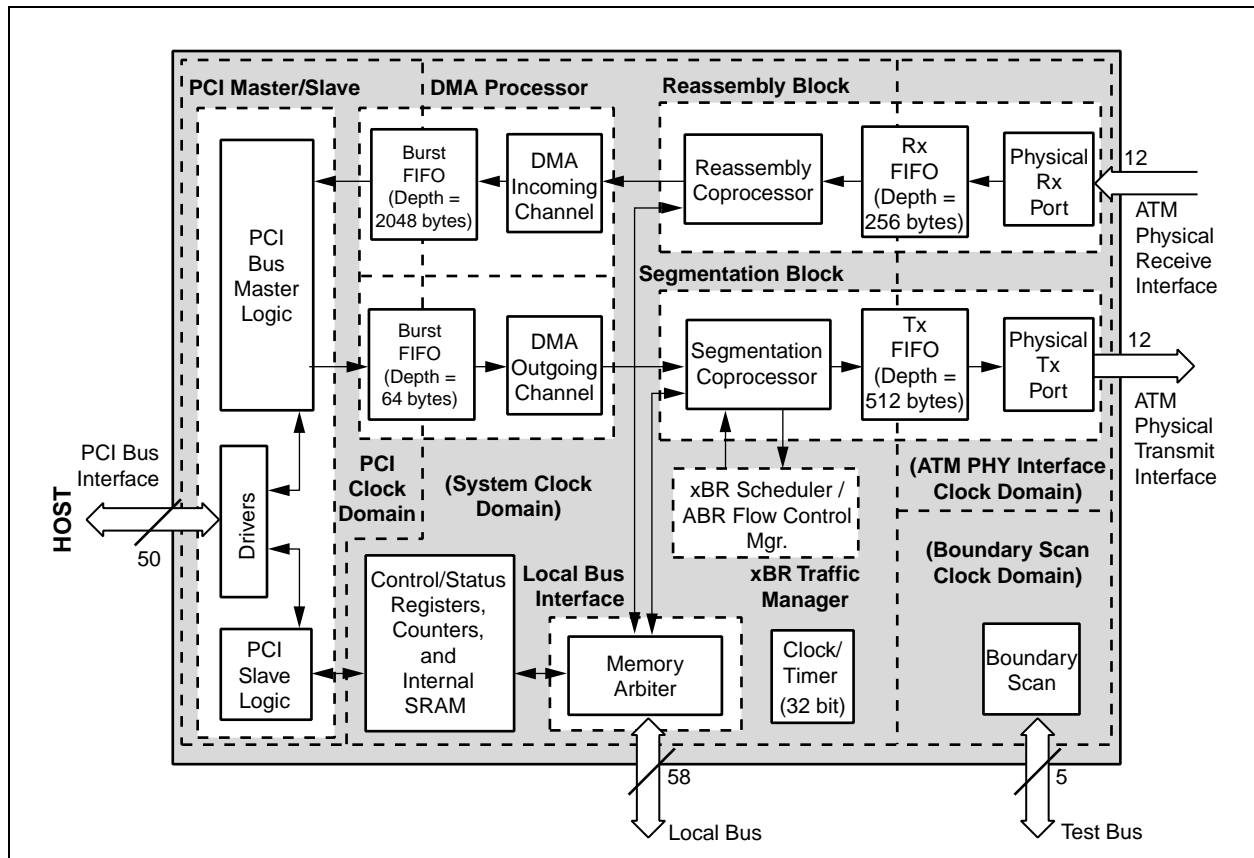 PCI Master/Slave
DMA Processor
Reassembly Block
PCI
Bus
Master
Logic
Burst
FIFO
(Depth =
2048 bytes)
DMA
Incoming
Channel
Reassembly
Coprocessor
Rx
FIFO
(Depth =
256 bytes)
Physical
Rx
Port
12
ATM
Physical
Receive
Interface
Segmentation Block
Burst
FIFO
(Depth =
64 bytes)
DMA
Outgoing
Channel
Segmentation
Coprocessor
Tx
FIFO
(Depth =
512 bytes)
Physical
Tx
Port
12
ATM
Physical
Transmit
Interface
PCI Bus
Interface
HOST
50
Drivers
PCI
Clock
Domain
(System Clock
Domain)
xBR Scheduler /
ABR Flow Control
Mgr.
(ATM PHY Interface
Clock Domain)
xBR Traffic
Manager
(Boundary Scan
Clock Domain)
PCI
Slave
Logic
Control/Status
Registers,
Counters,
and
Internal
SRAM
Local Bus
Interface
Memory
Arbiter
Clock/
Timer
(32 bit)
Boundary
Scan
58
Local Bus
5
Test Bus